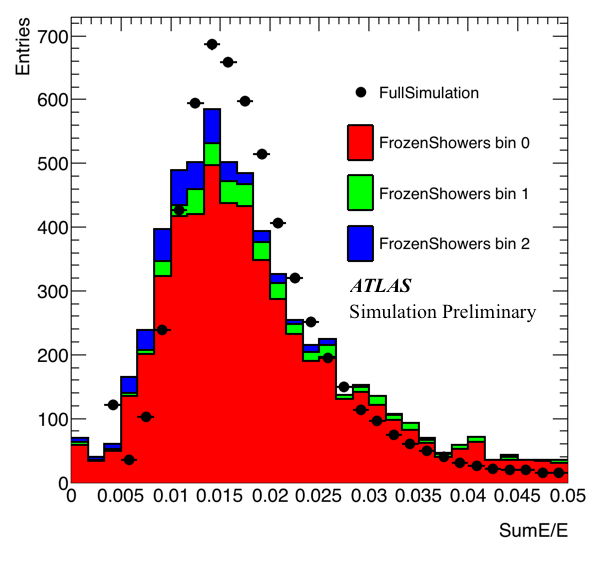 Entries
700
600
500
400
300
200
100
0
0 0.005 0.01 0.015 0.02 0.025 0.03 0.035 0.04 0.045 0.05
SumE/E
FullSimulation
FrozenShowers bin 0
FrozenShowers bin 1
FrozenShowers bin 2
ATLAS
Simulation Preliminary